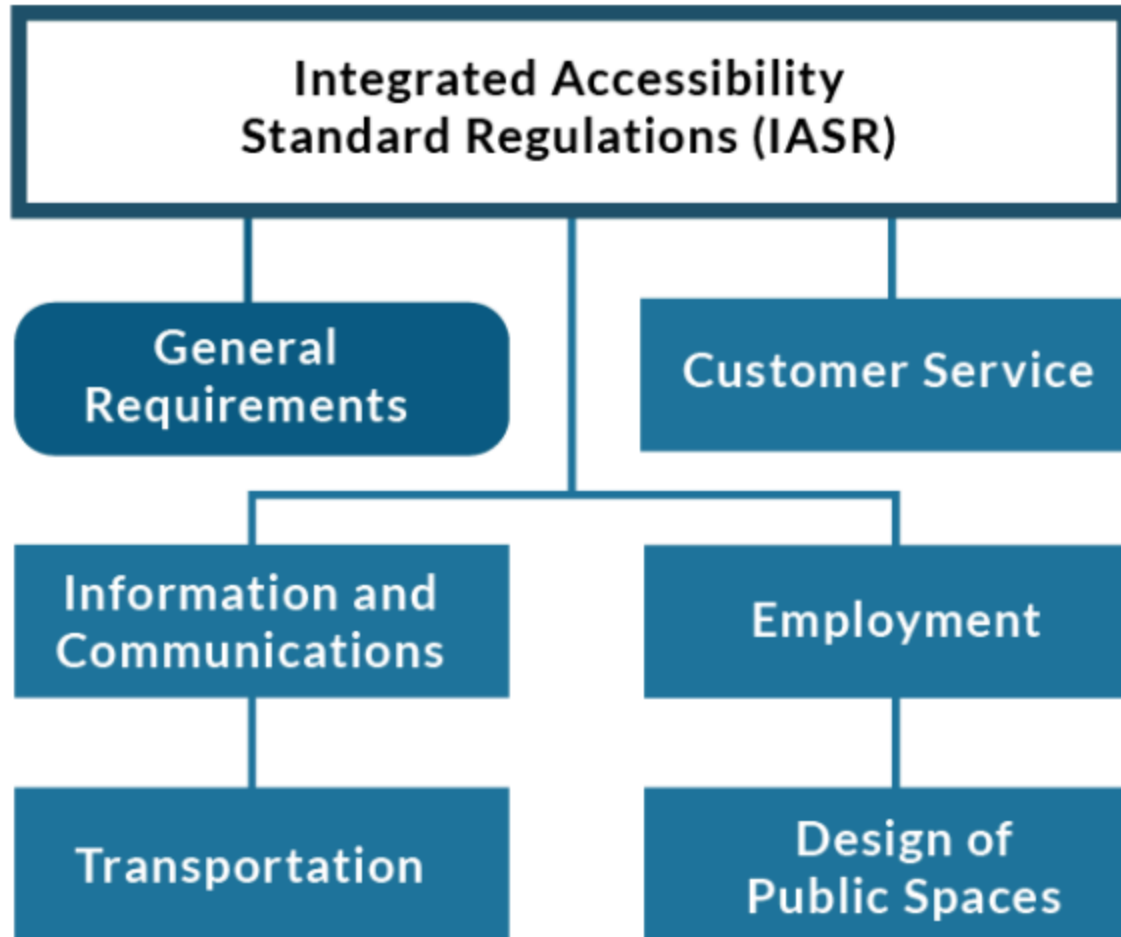 Integrated Accessibility
Standard Regulations (IASR)
General
Requirements
Customer Service
Information and
Communications
Employment
Transportation
Design of
Public Spaces